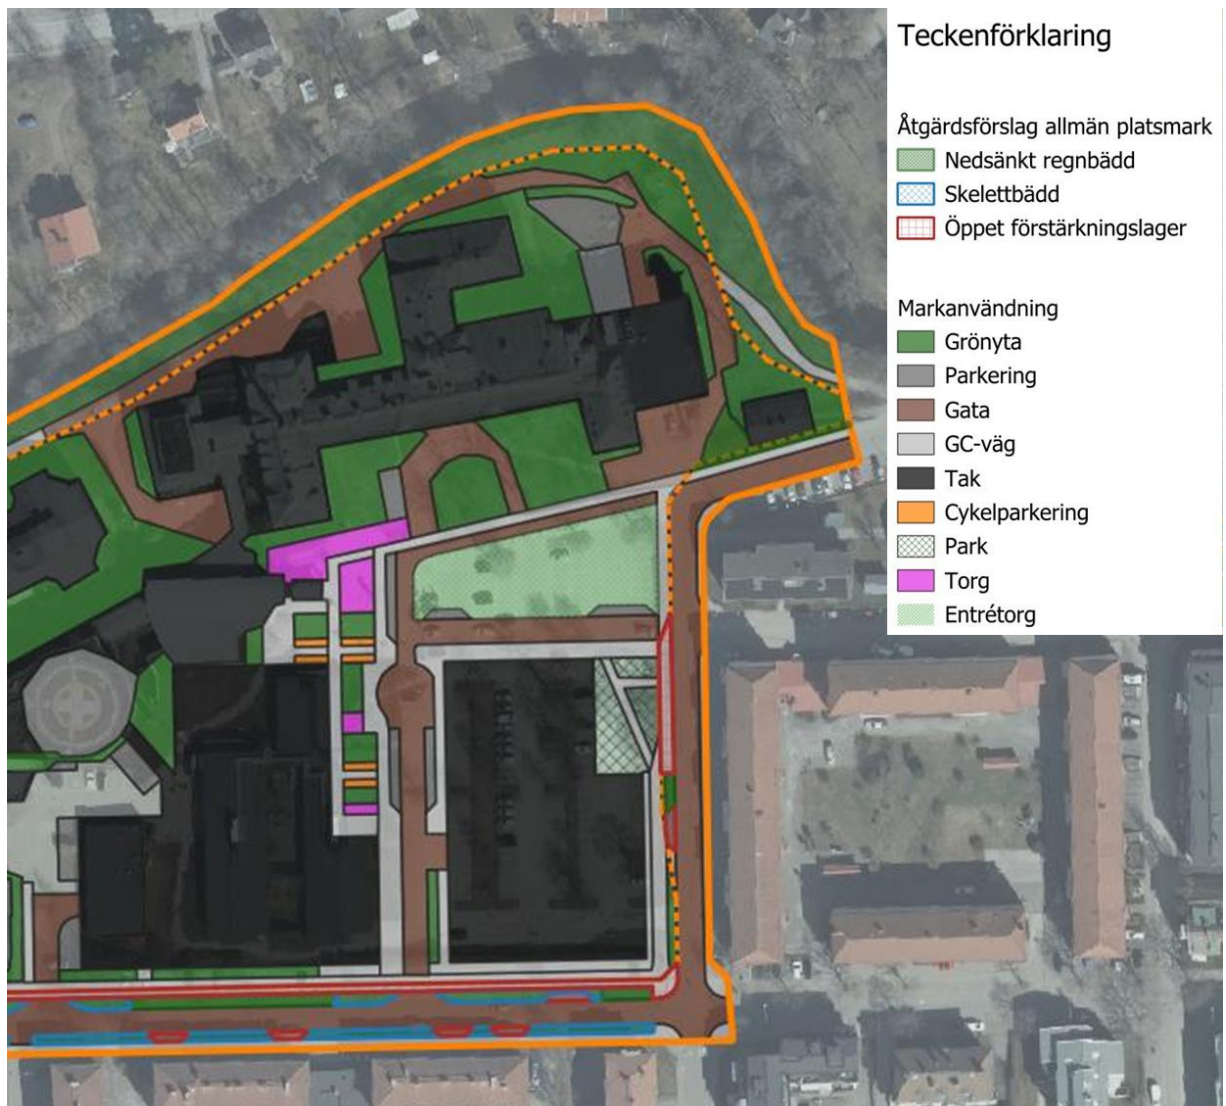 Teckenförklaring
Åtgärdsförslag allmän platsmark
Nedsänkt regnbädd
Skelettbädd
Öppet förstärkningslager
Markanvändning
Grönyta
Parkering
Gata
GC-väg
Tak
Cykelparkering
Park
Torg
Entrétorg